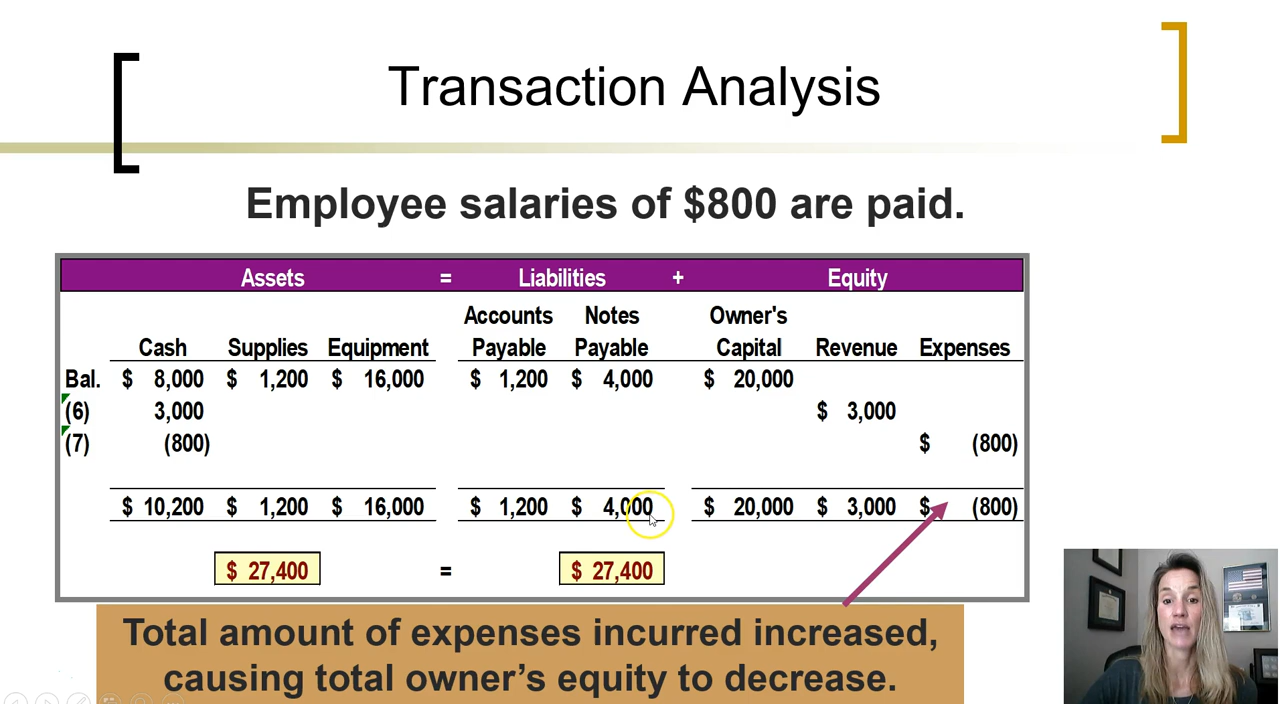 Transaction Analysis
Employee salaries of $800 are paid.
Assets = Liabilities + Equity
Accounts Notes Owner's
Cash Supplies Equipment Payable Payable Capital Revenue Expenses
Bal. $ 8,000 $ 1,200 $ 16,000 $ 1,200 $ 4,000 $ 20,000
(6) 3,000 $ 3,000
(7) (800) $ (800)
$ 10,200 $ 1,200 $ 16,000 $ 1,200 $ 4,000 $ 20,000 $ 3,000 $ (800)
$ 27,400 = $ 27,400
Total amount of expenses incurred increased,
causing total owner’s equity to decrease.